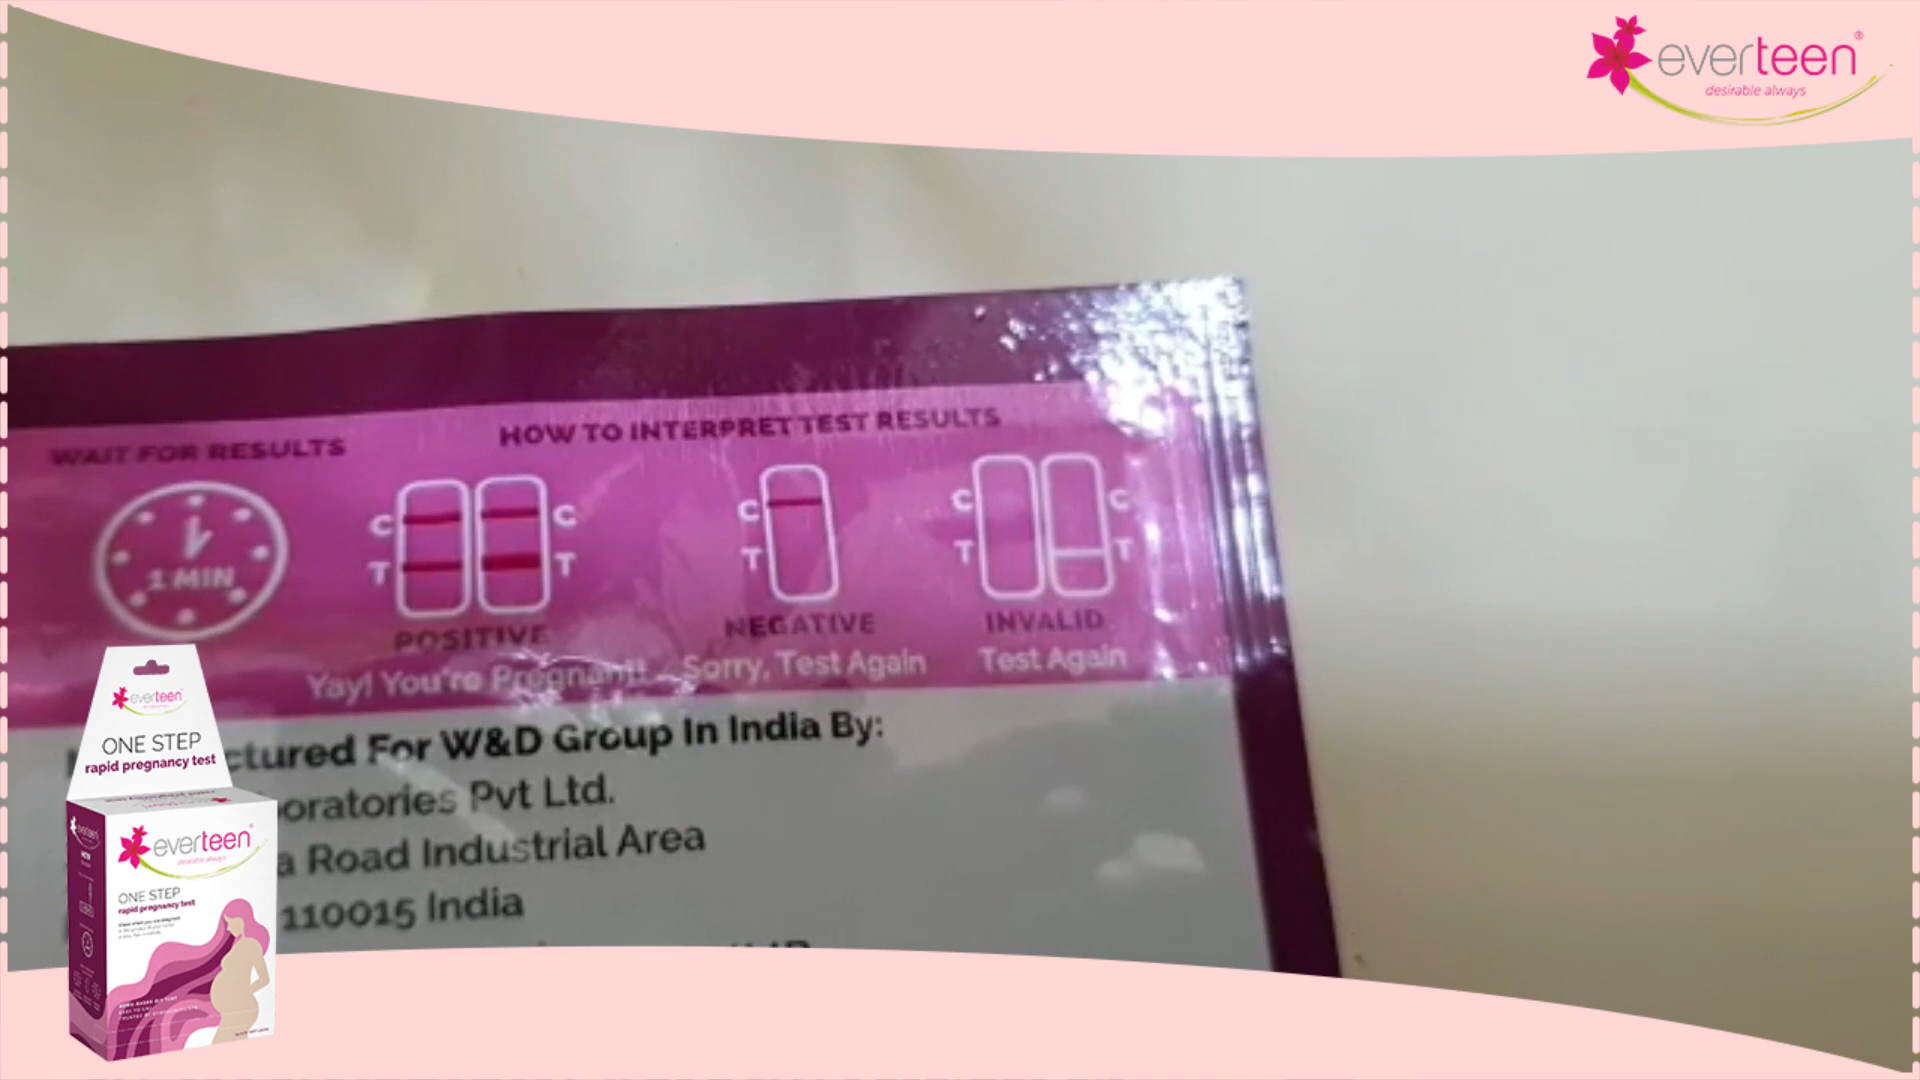 everteen®
desirable always
WAIT FOR RESULTS
HOW TO INTERPRET TEST RESULTS
1 MIN
C C
T T
C
T
C C
T T
POSITIVE
NEGATIVE
INVALID
Yay! You're Pregnant!
Sorry, Test Again
Test Again
ctured For W&D Group In India By:
oratories Pvt Ltd.
a Road Industrial Area
110015 India
everteen
ONE STEP
rapid pregnancy test
everteen
desirable always
ONE STEP
rapid pregnancy test